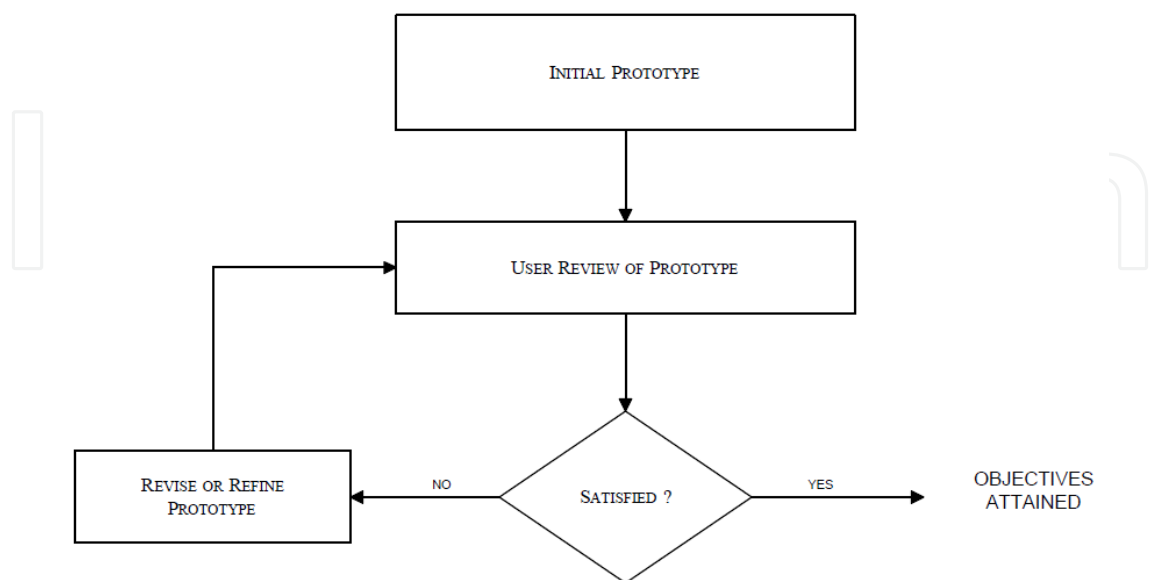 INITIAL PROTOTYPE
USER REVIEW OF PROTOTYPE
REVISE OR REFINE
PROTOTYPE
NO
SATISFIED ?
YES
OBJECTIVES
ATTAINED